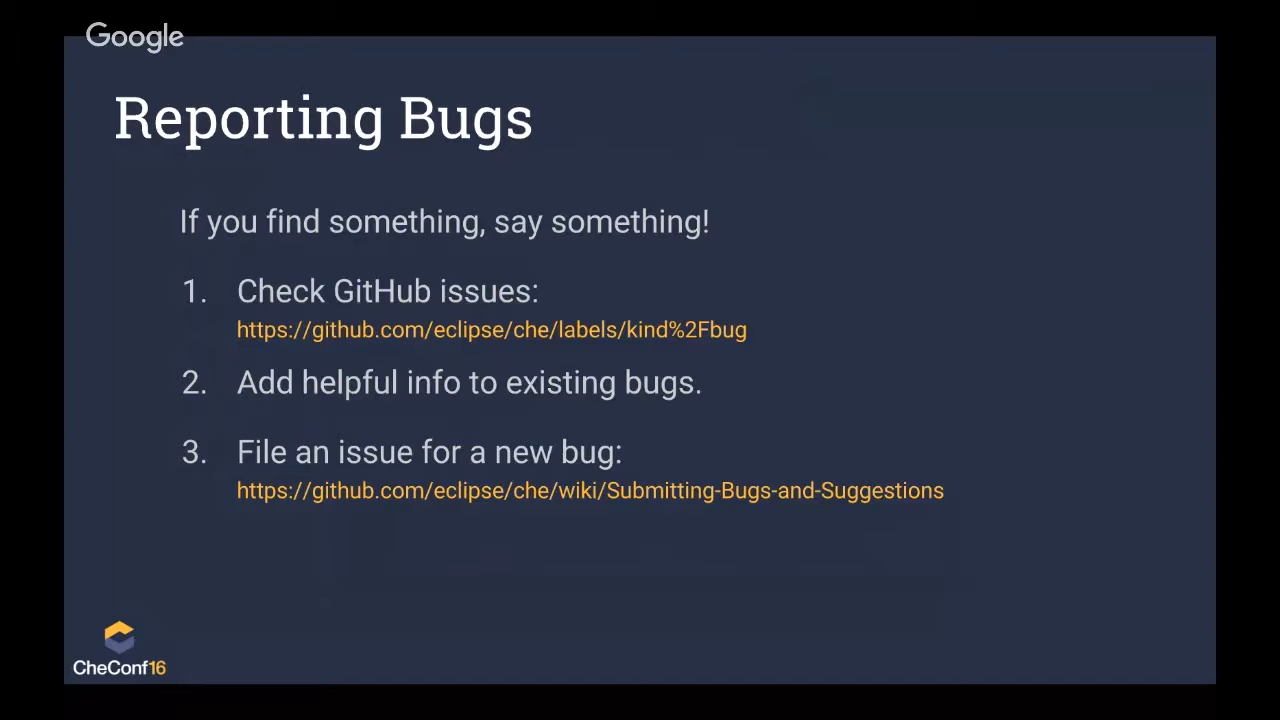 Google
Reporting Bugs
If you find something, say something!
1. Check GitHub issues:
https://github.com/eclipse/che/labels/kind%2Fbug
2. Add helpful info to existing bugs.
3. File an issue for a new bug:
https://github.com/eclipse/che/wiki/Submitting-Bugs-and-Suggestions
CheConf16